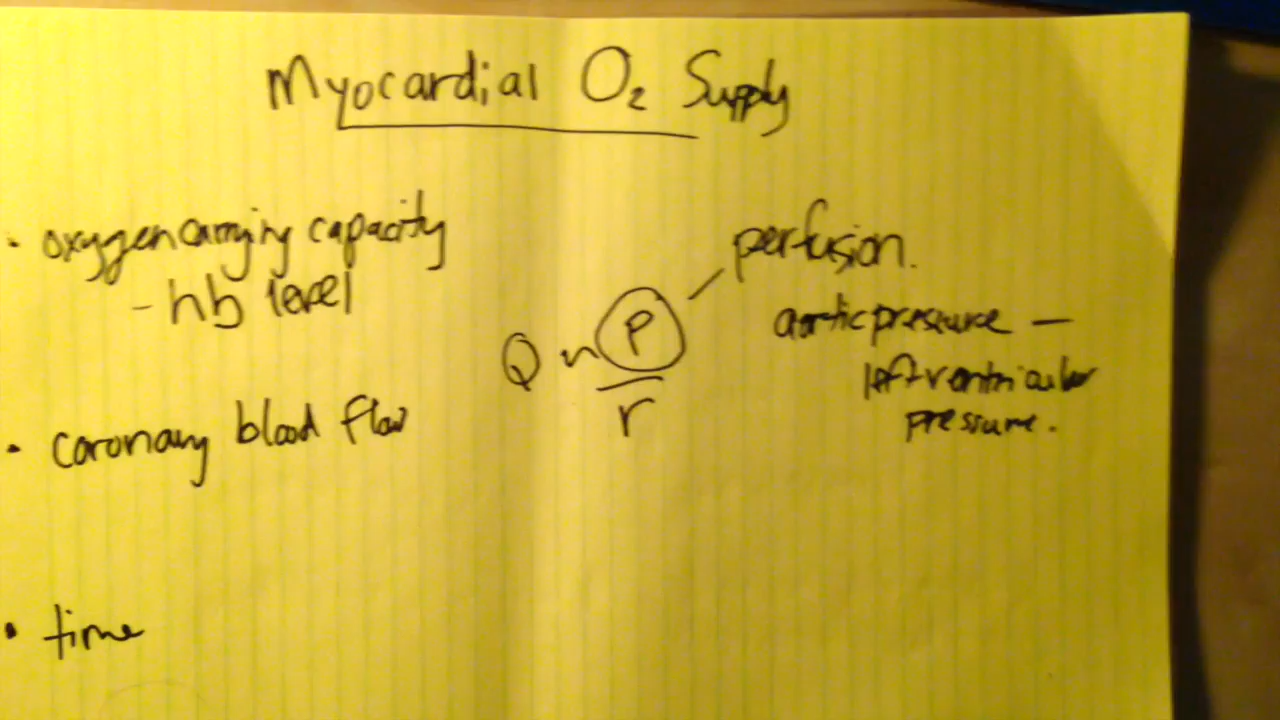 Myocardial O2 Supply
• oxygen carrying capacity
- hb level
• coronary blood flow
• time
Q ~ P
r
perfusion.
aortic pressure —
left ventricular
pressure.